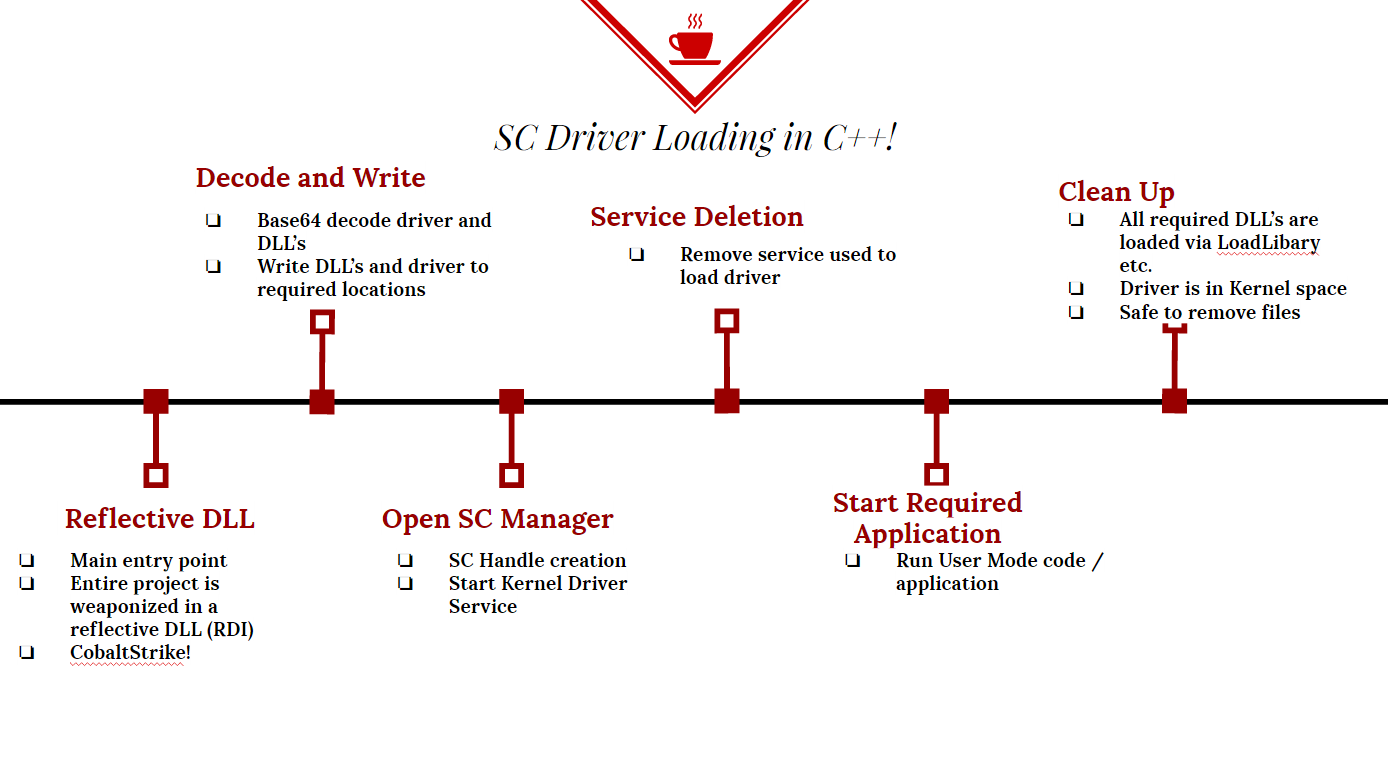 SC Driver Loading in C++!
Decode and Write
❑ Base64 decode driver and
DLL’s
❑ Write DLL’s and driver to
required locations
Service Deletion
❑ Remove service used to
load driver
Clean Up
❑ All required DLL’s are
loaded via LoadLibary
etc.
❑ Driver is in Kernel space
❑ Safe to remove files
Reflective DLL
❑ Main entry point
❑ Entire project is
weaponized in a
reflective DLL (RDI)
❑ CobaltStrike!
Open SC Manager
❑ SC Handle creation
❑ Start Kernel Driver
Service
Start Required
Application
❑ Run User Mode code /
application